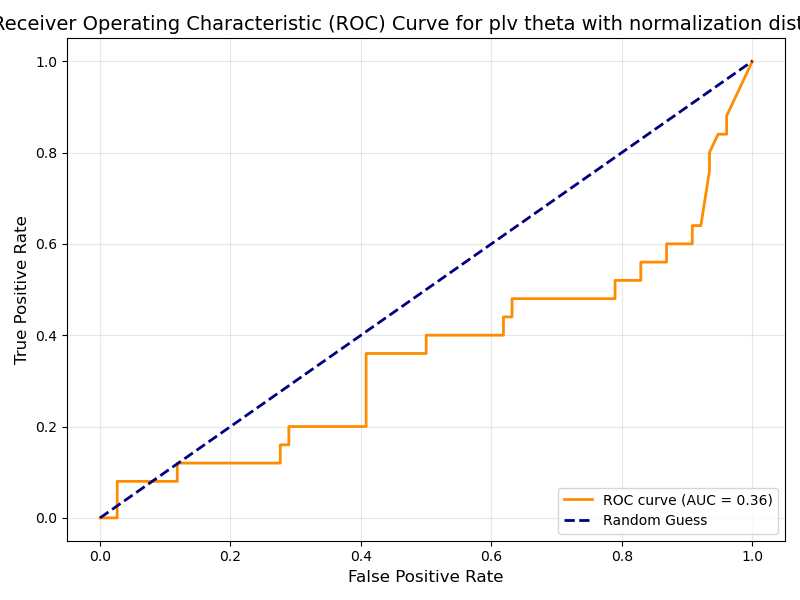 Receiver Operating Characteristic (ROC) Curve for plv theta with normalization dist
True Positive Rate
1.0
0.8
0.6
0.4
0.2
0.0
ROC curve (AUC = 0.36)
Random Guess
0.0 0.2 0.4 0.6 0.8 1.0
False Positive Rate